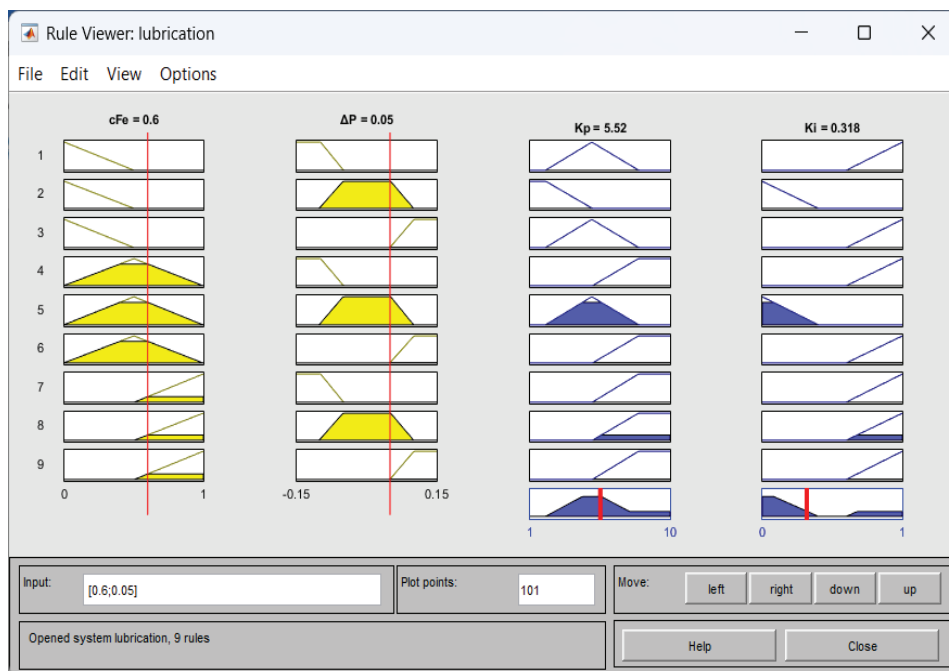 Rule Viewer: lubrication
File Edit View Options
cFe = 0.6 ΔP = 0.05 Kp = 5.52 Ki = 0.318
1
2
3
4
5
6
7
8
9
0 1 -0.15 0.15
1 10 0 1
Input: [0.6;0.05] Plot points: 101 Move: left right down up
Opened system lubrication, 9 rules Help Close